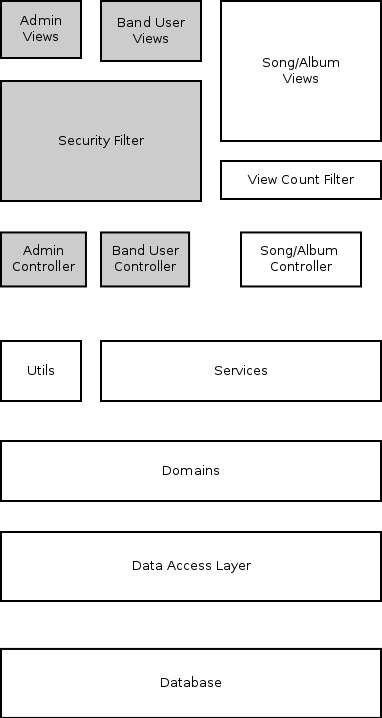 Admin
Views
Band User
Views
Song/Album
Views
Security Filter
View Count Filter
Admin
Controller
Band User
Controller
Song/Album
Controller
Utils
Services
Domains
Data Access Layer
Database